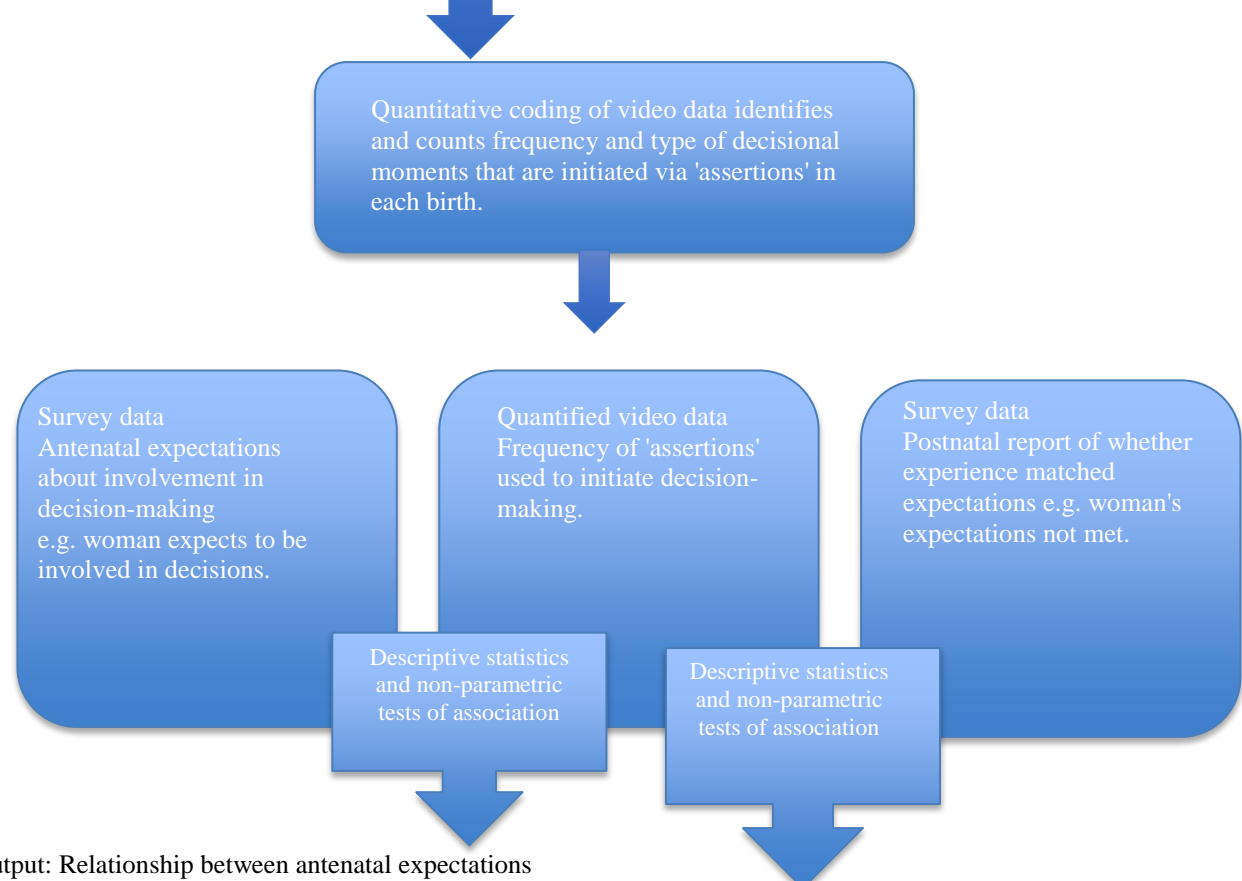 Quantitative coding of video data identifies
and counts frequency and type of decisional
moments that are initiated via 'assertions' in
each birth.
Survey data
Antenatal expectations
about involvement in
decision-making
e.g. woman expects to be
involved in decisions.
Quantified video data
Frequency of 'assertions'
used to initiate decision-
making.
Survey data
Postnatal report of whether
experience matched
expectations e.g. woman's
expectations not met.
Descriptive statistics
and non-parametric
tests of association
Descriptive statistics
and non-parametric
tests of association
utput: Relationship between antenatal expectations